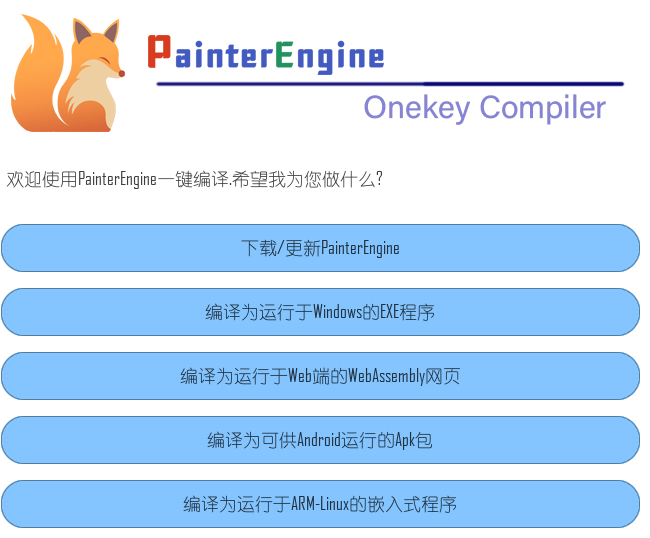 PainterEngine
Onekey Compiler
欢迎使用PainterEngine一键编译.希望我为您做什么?
下载/更新PainterEngine
编译为运行于Windows的EXE程序
编译为运行于Web端的WebAssembly网页
编译为可供Android运行的Apk包
编译为运行于ARM-Linux的嵌入式程序